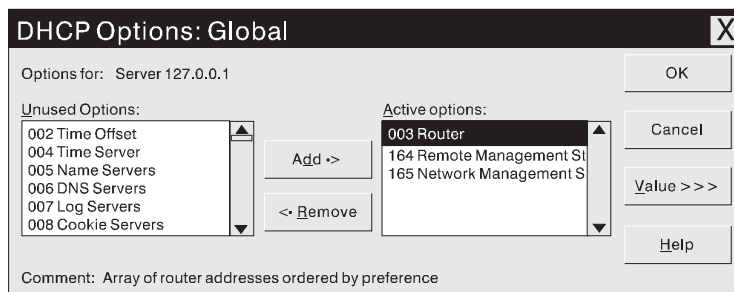 DHCP Options: Global X
Options for: Server 127.0.0.1
OK
Unused Options:
002 Time Offset
004 Time Server
005 Name Servers
006 DNS Servers
007 Log Servers
008 Cookie Servers
Add ->
<- Remove
Active options:
003 Router
164 Remote Management St
165 Network Management S
Cancel
Value >>>
Help
Comment: Array of router addresses ordered by preference